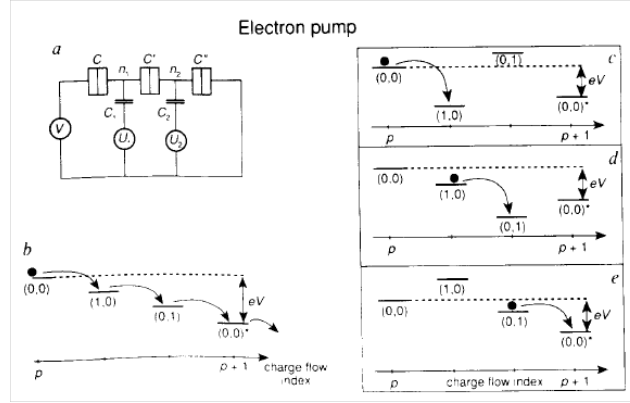 Electron pump
a
C n₁ C' n₂ C"
C₁ C₂
V U₁ U₂
b
(0,0)
(1,0)
(0,1)
(0,0)*
eV
p p + 1 charge flow
index
c
(0,0) (0,1)
(1,0) (0,0)*
eV
p p + 1
d
(0,0) (1,0)
(0,1) (0,0)*
eV
p p + 1
e
(1,0)
(0,0) (0,1)
(0,0)*
eV
p charge flow index p + 1